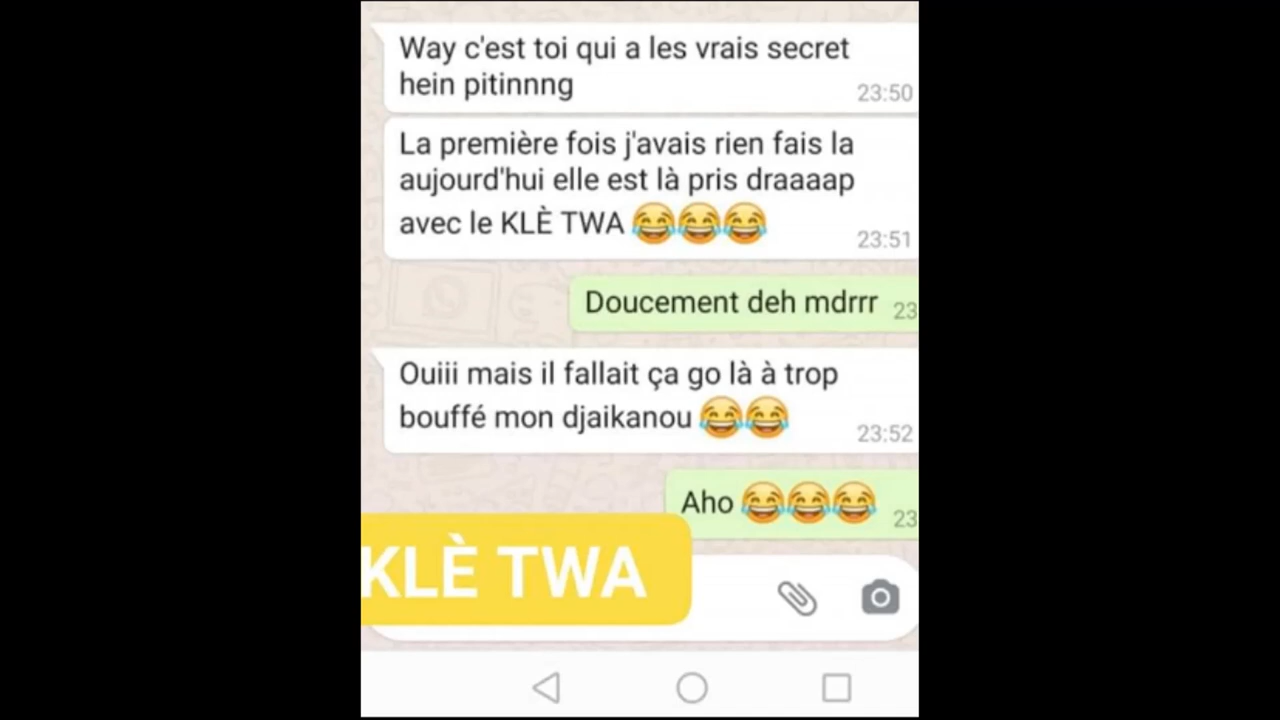 Way c'est toi qui a les vrais secret
hein pitinnng
23:50
La première fois j'avais rien fais la
aujourd'hui elle est là pris draaaap
avec le KLÈ TWA 😂😂😂
23:51
Doucement deh mdrrr
23
Ouiii mais il fallait ça go là à trop
bouffé mon djaikanou 😂😂
23:52
Aho 😂😂😂
23
KLÈ TWA